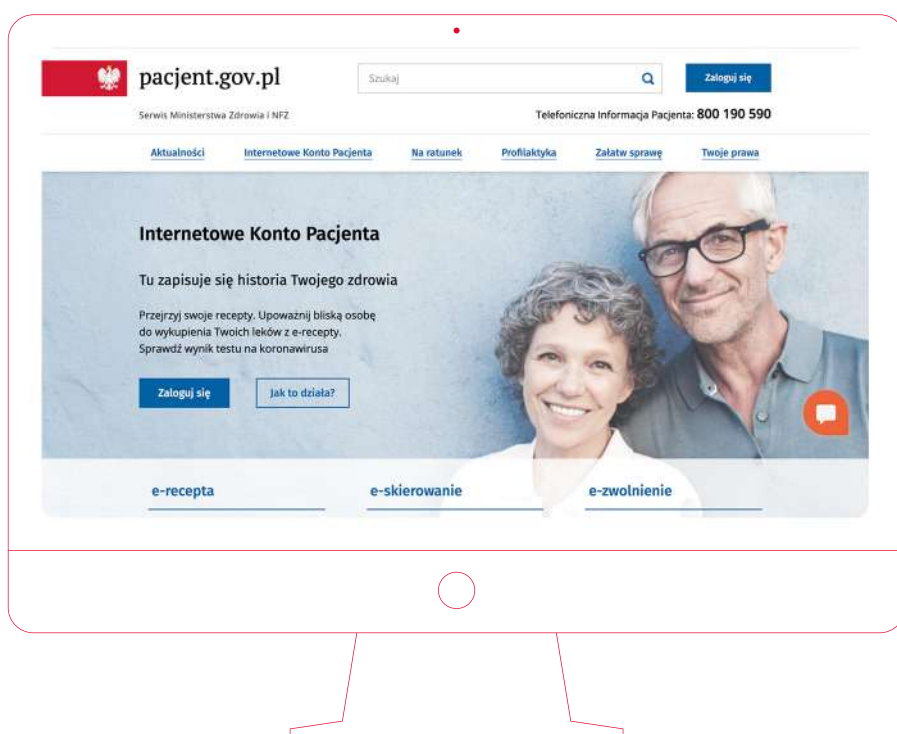 pacjent.gov.pl
Szukaj
Zaloguj się
Serwis Ministerstwa Zdrowia i NFZ
Telefoniczna Informacja Pacjenta: 800 190 590
Aktualności Internetowe Konto Pacjenta Na ratunek Profilaktyka Załatw sprawę Twoje prawa
Internetowe Konto Pacjenta
Tu zapisuje się historia Twojego zdrowia
Przejrzyj swoje recepty. Upoważnij bliską osobę
do wykupienia Twoich leków z e-recepty.
Sprawdź wynik testu na koronawirusa
Zaloguj się Jak to działa?
e-recepta e-skierowanie e-zwolnienie